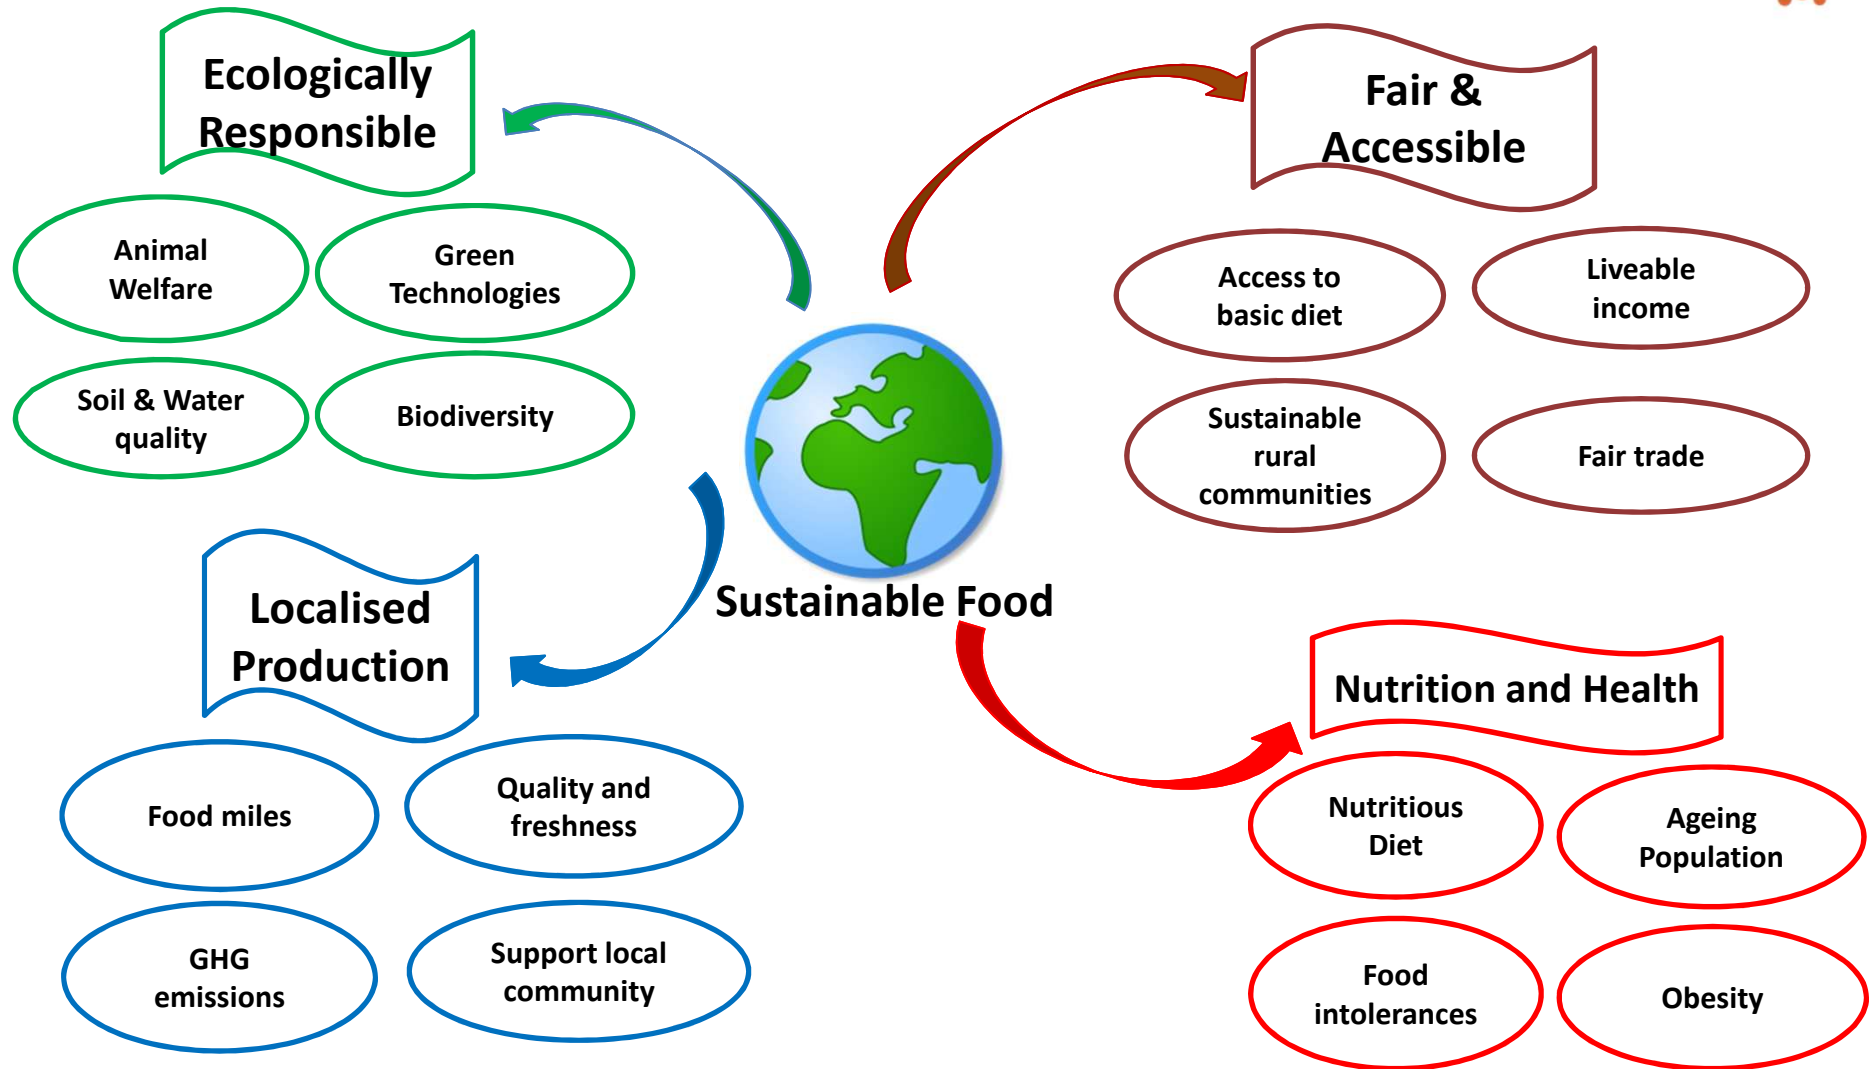 Ecologically
Responsible
Animal
Welfare
Green
Technologies
Soil & Water
quality
Biodiversity
Fair &
Accessible
Access to
basic diet
Liveable
income
Sustainable
rural
communities
Fair trade
Sustainable Food
Localised
Production
Food miles
Quality and
freshness
GHG
emissions
Support local
community
Nutrition and Health
Nutritious
Diet
Ageing
Population
Food
intolerances
Obesity